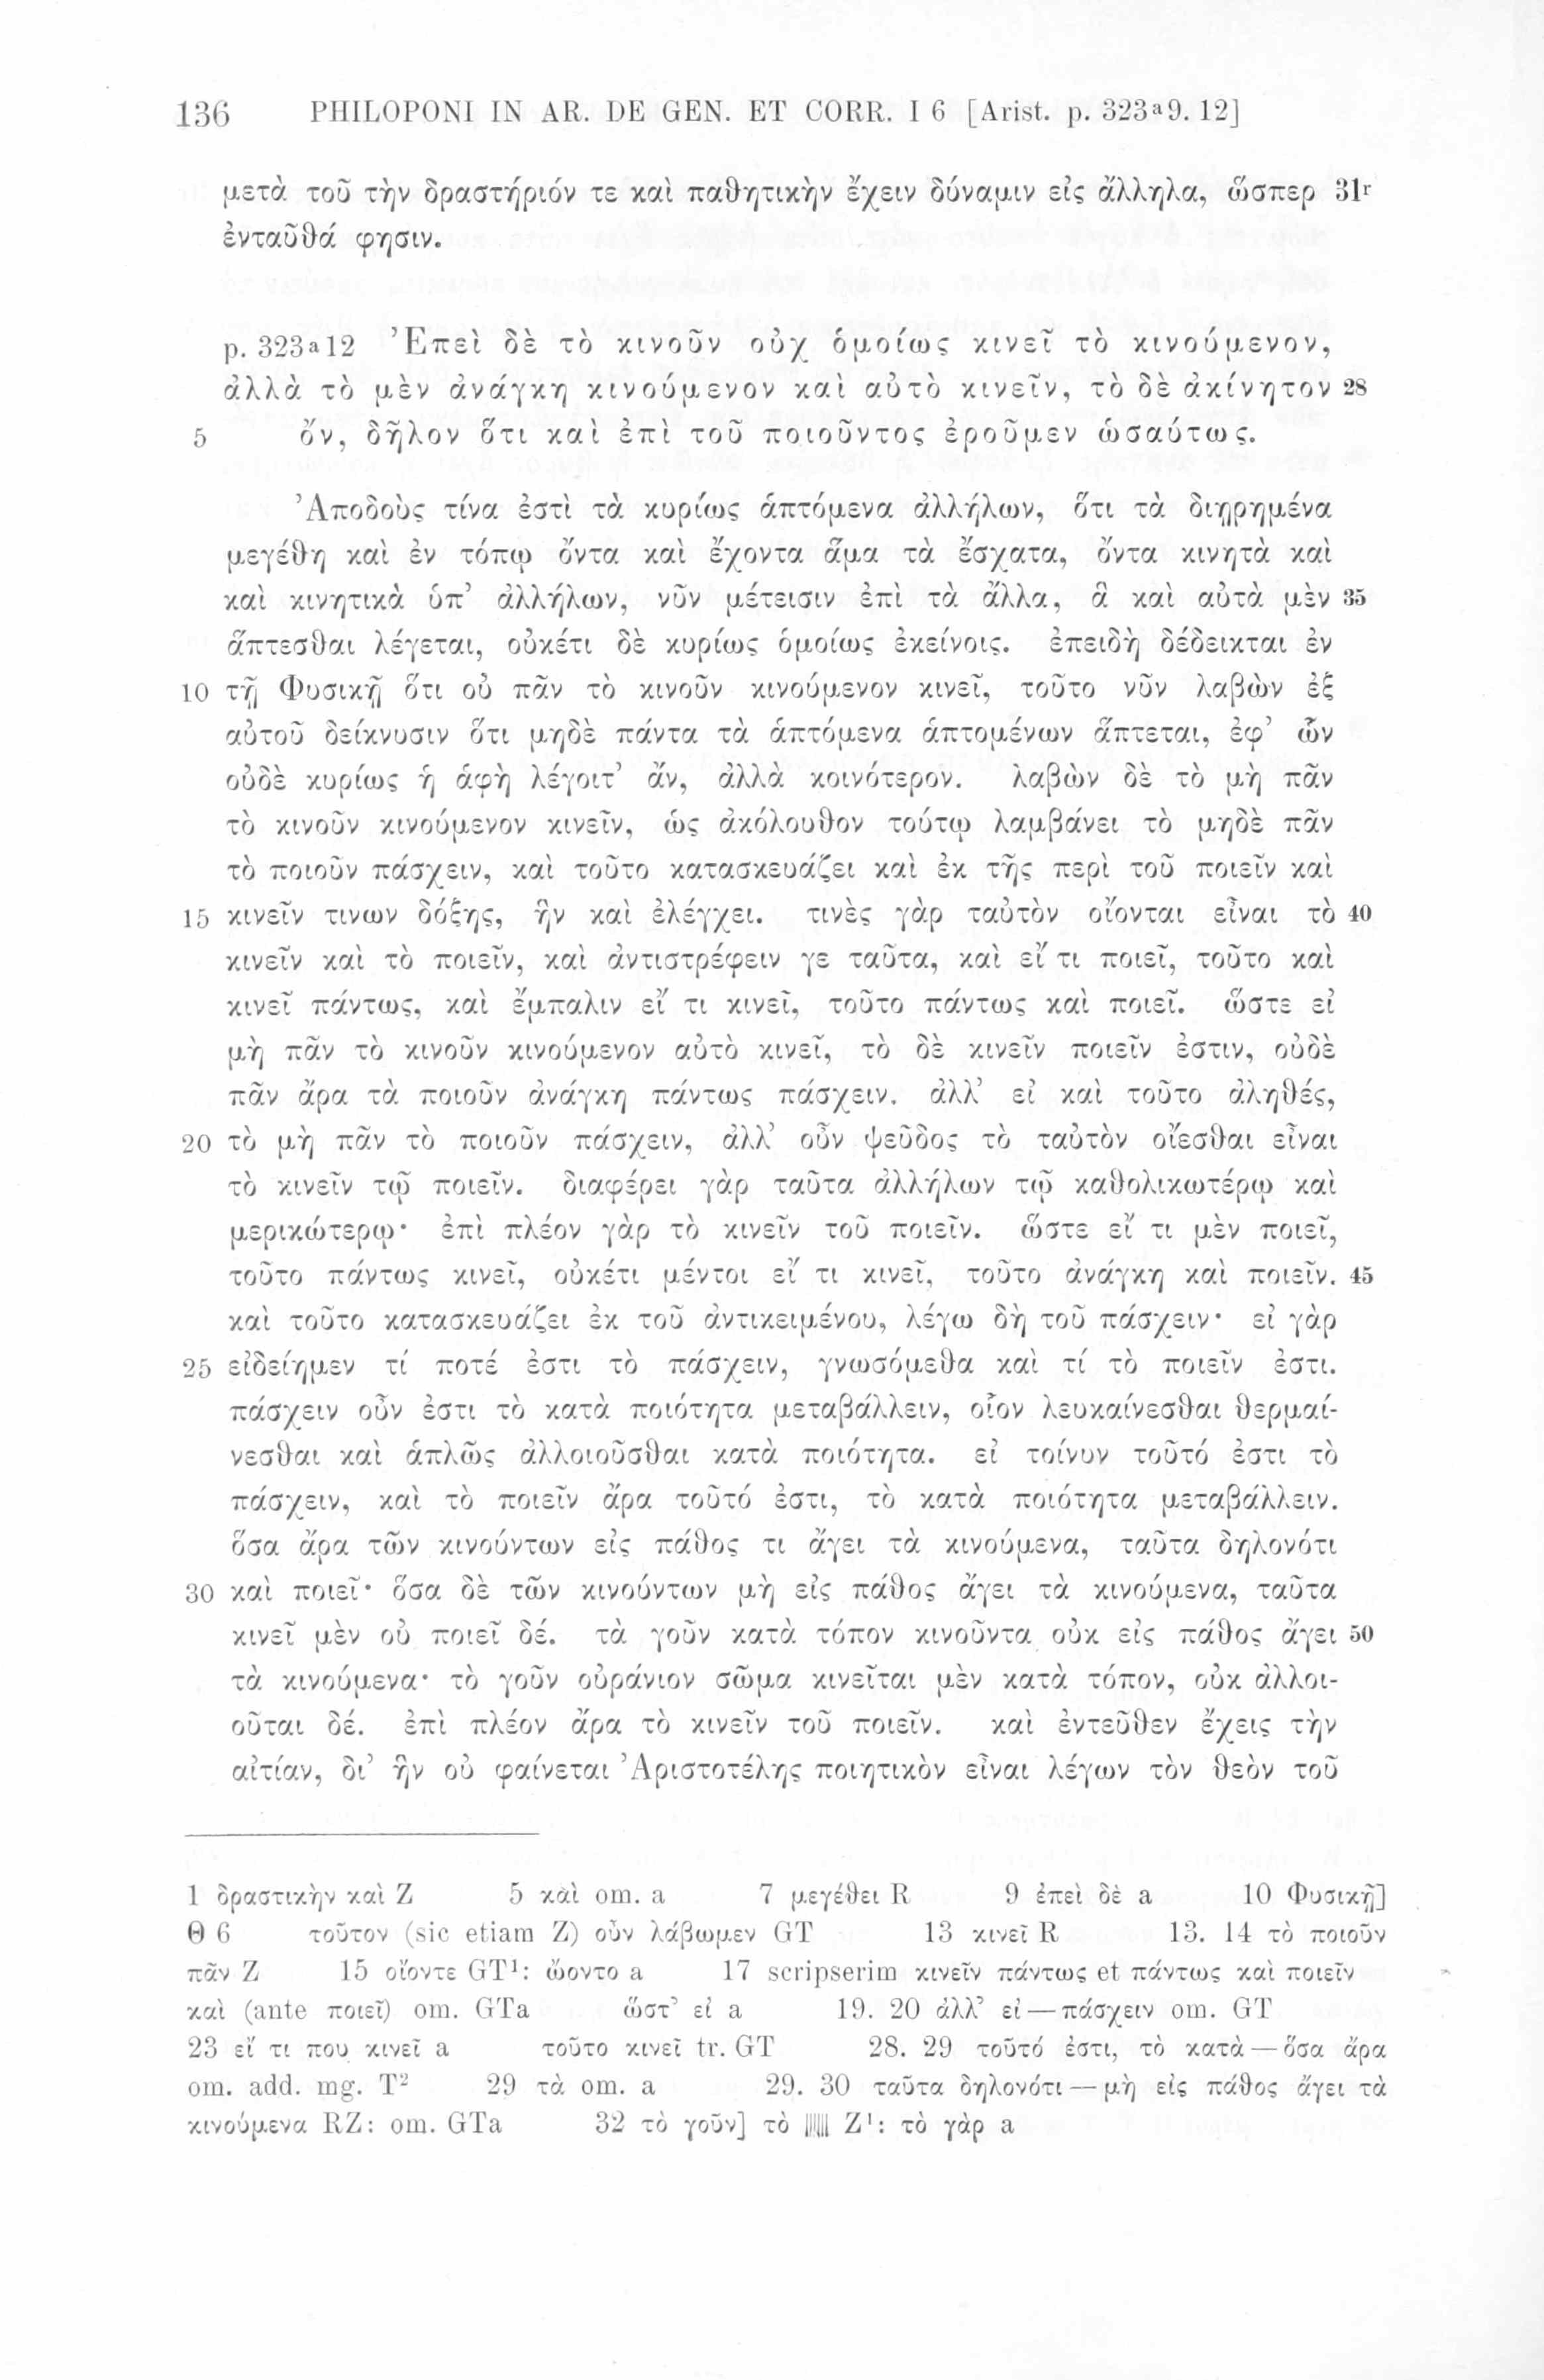 136 PHILOPONI IN AR. DE GEN. ET CORR. I 6 [Arist. p. 323ᵃ9. 12]
μετὰ τοῦ τὴν δραστήριόν τε καὶ παθητικὴν ἔχειν δύναμιν εἰς ἄλληλα, ὥσπερ 31ʳ
ἐνταῦθά φησιν.
p. 323ᵃ12 Ἐπεὶ δὲ τὸ κινοῦν οὐχ ὁμοίως κινεῖ τὸ κινούμενον,
ἀλλὰ τὸ μὲν ἀνάγκη κινούμενον καὶ αὐτὸ κινεῖν, τὸ δὲ ἀκίνητον 28
5 ὄν, δῆλον ὅτι καὶ ἐπὶ τοῦ ποιοῦντος ἐροῦμεν ὡσαύτως.
Ἀποδοὺς τίνα ἐστὶ τὰ κυρίως ἁπτόμενα ἀλλήλων, ὅτι τὰ διῃρημένα
μεγέθη καὶ ἐν τόπῳ ὄντα καὶ ἔχοντα ἅμα τὰ ἔσχατα, ὄντα κινητὰ καὶ
καὶ κινητικὰ ὑπ’ ἀλλήλων, νῦν μέτεισιν ἐπὶ τὰ ἄλλα, ἃ καὶ αὐτὰ μὲν 35
ἅπτεσθαι λέγεται, οὐκέτι δὲ κυρίως ὁμοίως ἐκείνοις. ἐπειδὴ δέδεικται ἐν
10 τῇ Φυσικῇ ὅτι οὐ πᾶν τὸ κινοῦν κινούμενον κινεῖ, τοῦτο νῦν λαβὼν ἐξ
αὐτοῦ δείκνυσιν ὅτι μηδὲ πάντα τὰ ἁπτόμενα ἁπτομένων ἅπτεται, ἐφ’ ὧν
οὐδὲ κυρίως ἡ ἁφὴ λέγοιτ’ ἄν, ἀλλὰ κοινότερον. λαβὼν δὲ τὸ μὴ πᾶν
τὸ κινοῦν κινούμενον κινεῖν, ὡς ἀκόλουθον τούτῳ λαμβάνει τὸ μηδὲ πᾶν
τὸ ποιοῦν πάσχειν, καὶ τοῦτο κατασκευάζει καὶ ἐκ τῆς περὶ τοῦ ποιεῖν καὶ
15 κινεῖν τινων δόξης, ἣν καὶ ἐλέγχει. τινὲς γὰρ ταὐτὸν οἴονται εἶναι τὸ 40
κινεῖν καὶ τὸ ποιεῖν, καὶ ἀντιστρέφειν γε ταῦτα, καὶ εἴ τι ποιεῖ, τοῦτο καὶ
κινεῖ πάντως, καὶ ἔμπαλιν εἴ τι κινεῖ, τοῦτο πάντως καὶ ποιεῖ. ὥστε εἰ
μὴ πᾶν τὸ κινοῦν κινούμενον αὐτὸ κινεῖ, τὸ δὲ κινεῖν ποιεῖν ἐστιν, οὐδὲ
πᾶν ἄρα τὰ ποιοῦν ἀνάγκη πάντως πάσχειν. ἀλλ’ εἰ καὶ τοῦτο ἀληθές,
20 τὸ μὴ πᾶν τὸ ποιοῦν πάσχειν, ἀλλ’ οὖν ψεῦδος τὸ ταὐτὸν οἴεσθαι εἶναι
τὸ κινεῖν τῷ ποιεῖν. διαφέρει γὰρ ταῦτα ἀλλήλων τῷ καθολικωτέρῳ καὶ
μερικώτερῳ· ἐπὶ πλέον γὰρ τὸ κινεῖν τοῦ ποιεῖν. ὥστε εἴ τι μὲν ποιεῖ,
τοῦτο πάντως κινεῖ, οὐκέτι μέντοι εἴ τι κινεῖ, τοῦτο ἀνάγκη καὶ ποιεῖν. 45
καὶ τοῦτο κατασκευάζει ἐκ τοῦ ἀντικειμένου, λέγω δὴ τοῦ πάσχειν· εἰ γὰρ
25 εἰδείημεν τί ποτέ ἐστι τὸ πάσχειν, γνωσόμεθα καὶ τί τὸ ποιεῖν ἐστι.
πάσχειν οὖν ἐστι τὸ κατὰ ποιότητα μεταβάλλειν, οἷον λευκαίνεσθαι θερμαί-
νεσθαι καὶ ἁπλῶς ἀλλοιοῦσθαι κατὰ ποιότητα. εἰ τοίνυν τοῦτό ἐστι τὸ
πάσχειν, καὶ τὸ ποιεῖν ἄρα τοῦτό ἐστι, τὸ κατὰ ποιότητα μεταβάλλειν.
ὅσα ἄρα τῶν κινούντων εἰς πάθος τι ἄγει τὰ κινούμενα, ταῦτα δηλονότι
30 καὶ ποιεῖ· ὅσα δὲ τῶν κινούντων μὴ εἰς πάθος ἄγει τὰ κινούμενα, ταῦτα
κινεῖ μὲν οὐ ποιεῖ δέ. τὰ γοῦν κατὰ τόπον κινοῦντα οὐκ εἰς πάθος ἄγει 50
τὰ κινούμενα· τὸ γοῦν οὐράνιον σῶμα κινεῖται μὲν κατὰ τόπον, οὐκ ἀλλοι-
οῦται δέ. ἐπὶ πλέον ἄρα τὸ κινεῖν τοῦ ποιεῖν. καὶ ἐντεῦθεν ἔχεις τὴν
αἰτίαν, δι’ ἣν οὐ φαίνεται Ἀριστοτέλης ποιητικὸν εἶναι λέγων τὸν θεὸν τοῦ
1 δραστικὴν καὶ Z 5 καὶ om. a 7 μεγέθει R 9 ἐπεὶ δὲ a 10 Φυσικῇ]
Θ 6 τοῦτον (sic etiam Z) οὖν λάβωμεν GT 13 κινεῖ R 13. 14 τὸ ποιοῦν
πᾶν Z 15 οἴοντε GT¹: ᾤοντο a 17 scripserim κινεῖν πάντως et πάντως καὶ ποιεῖν
καὶ (ante ποιεῖ) om. GTa ὥστ’ εἰ a 19. 20 ἀλλ’ εἰ — πάσχειν om. GT
23 εἴ τι που κινεῖ a τοῦτο κινεῖ tr. GT 28. 29 τοῦτό ἐστι, τὸ κατὰ — ὅσα ἄρα
om. add. mg. T² 29 τὰ om. a 29. 30 ταῦτα δηλονότι — μὴ εἰς πάθος ἄγει τὰ
κινούμενα RZ: om. GTa 32 τὸ γοῦν] τὸ Z¹: τὸ γὰρ a